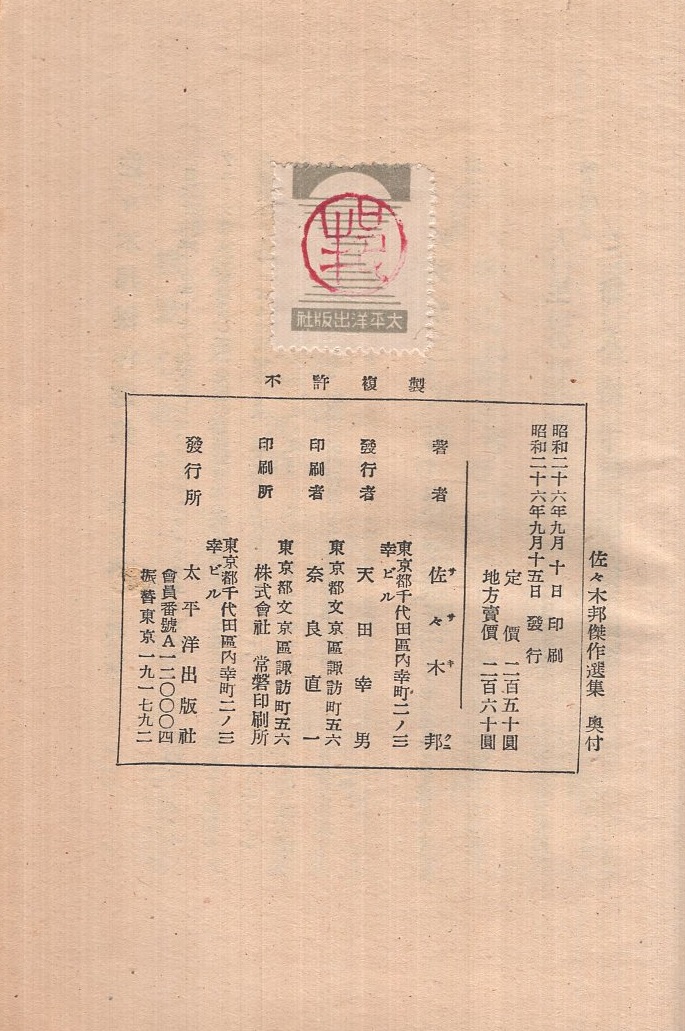 太平洋出版社
不許複製
佐々木邦傑作選集　奥付
昭和二十六年九月十日印刷
昭和二十六年九月十五日發行
定價　二百五十圓
地方賣價　二百六十圓
著者　佐々木邦
ササキクニ
東京都千代田區内幸町二ノ三
幸ビル
發行者　天田幸男
東京都文京區諏訪町五六
印刷者　奈良直一
東京都文京區諏訪町五六
印刷所　株式會社　常磐印刷所
東京都千代田區内幸町二ノ三
幸ビル
發行所　太平洋出版社
會員番號A一二〇〇〇四
振替東京一九一七九二